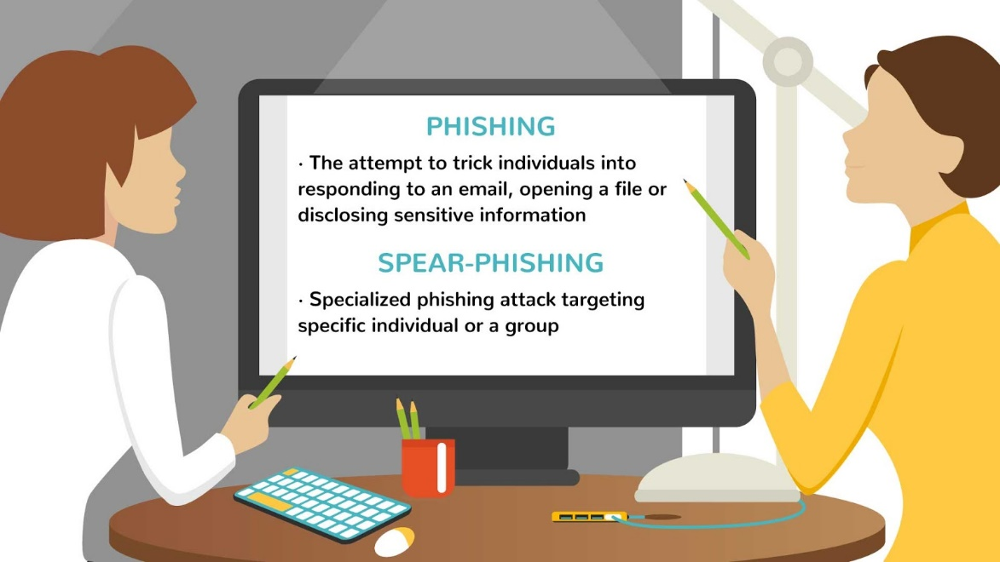 PHISHING
· The attempt to trick individuals into
responding to an email, opening a file or
disclosing sensitive information
SPEAR-PHISHING
· Specialized phishing attack targeting
specific individual or a group